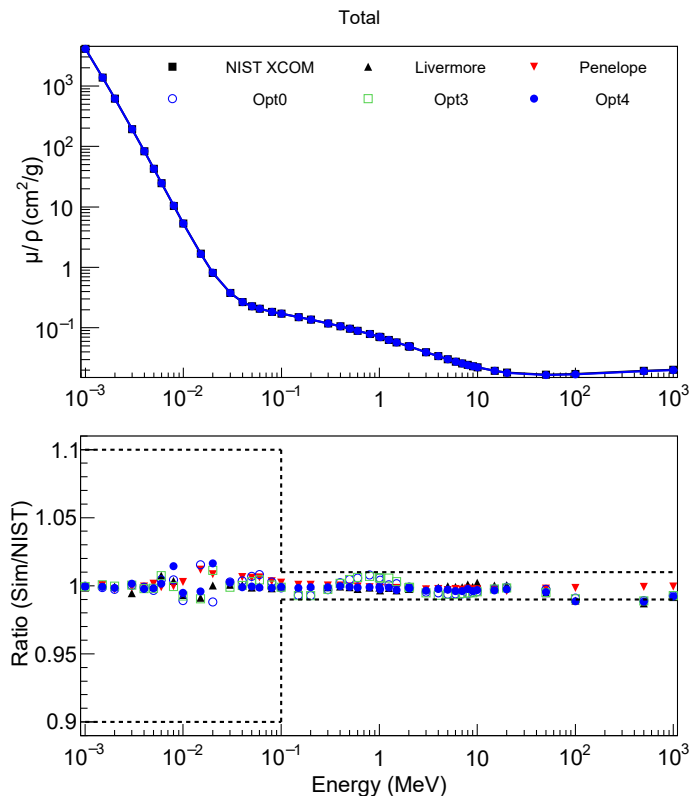 Total
NIST XCOM Livermore Penelope
Opt0 Opt3 Opt4
μ/ρ (cm²/g)
10³
10²
10
1
10⁻¹
10⁻³ 10⁻² 10⁻¹ 1 10 10² 10³
Ratio (Sim/NIST)
1.1
1.05
1
0.95
0.9
10⁻³ 10⁻² 10⁻¹ 1 10 10² 10³
Energy (MeV)